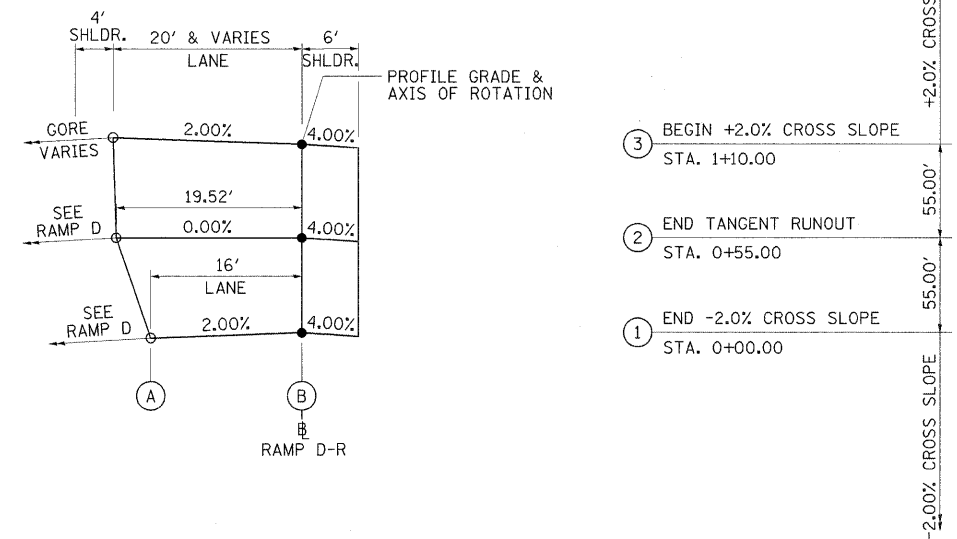 4'
SHLDR.
20' & VARIES
LANE
6'
SHLDR.
PROFILE GRADE &
AXIS OF ROTATION
GORE
VARIES
2.00%
4.00%
19.52'
SEE
RAMP D
0.00%
4.00%
16'
LANE
SEE
RAMP D
2.00%
4.00%
A
B
BL
RAMP D-R
+2.0% CROSS
3
BEGIN +2.0% CROSS SLOPE
STA. 1+10.00
55.00'
2
END TANGENT RUNOUT
STA. 0+55.00
55.00'
1
END -2.0% CROSS SLOPE
STA. 0+00.00
-2.00% CROSS SLOPE